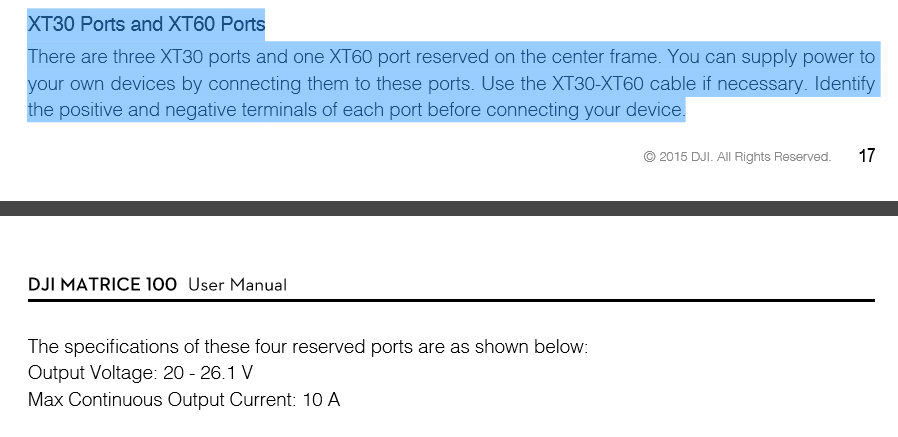 XT30 Ports and XT60 Ports
There are three XT30 ports and one XT60 port reserved on the center frame. You can supply power to
your own devices by connecting them to these ports. Use the XT30-XT60 cable if necessary. Identify
the positive and negative terminals of each port before connecting your device.
© 2015 DJI. All Rights Reserved. 17
DJI MATRICE 100 User Manual
The specifications of these four reserved ports are as shown below:
Output Voltage: 20 - 26.1 V
Max Continuous Output Current: 10 A